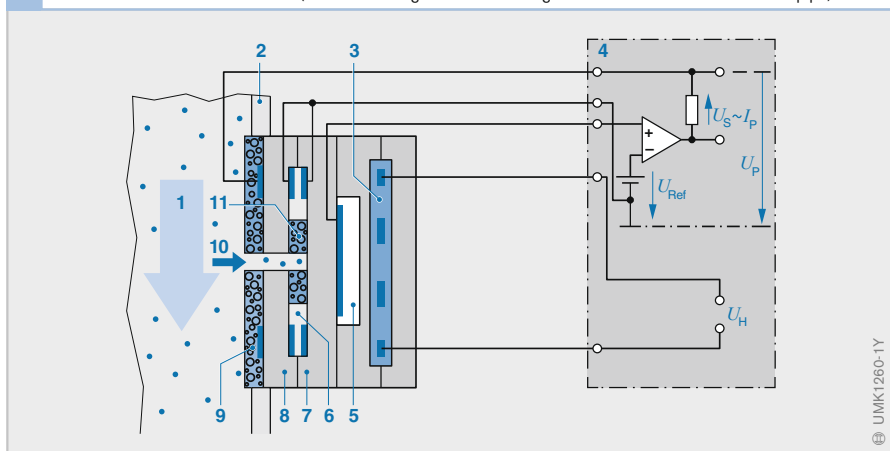 2 3 4
U_S~I_P
+
−
U_P
U_Ref
1 11
10
U_H
9 8 7 6 5
© UMK1260-1Y